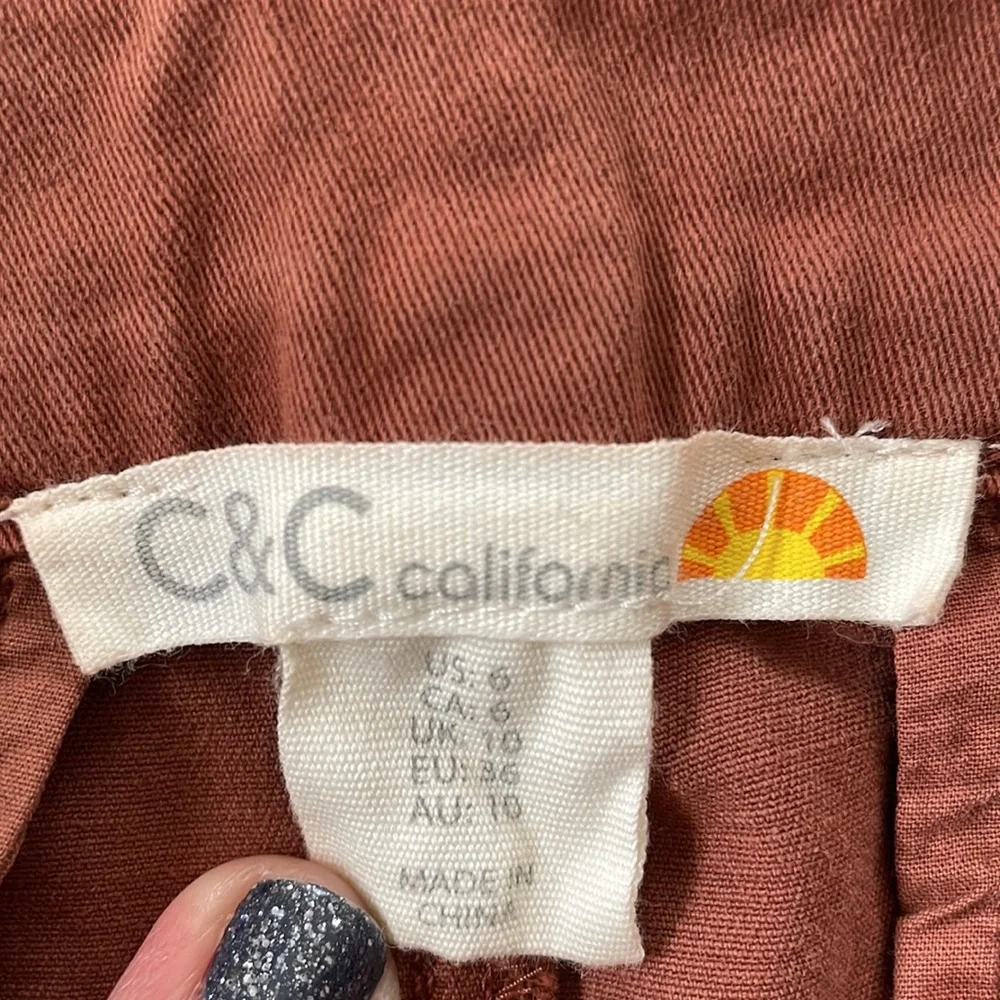 C&C california
US: 6
CA: 6
UK: 10
EU: 36
AU: 10
MADE IN
CHINA